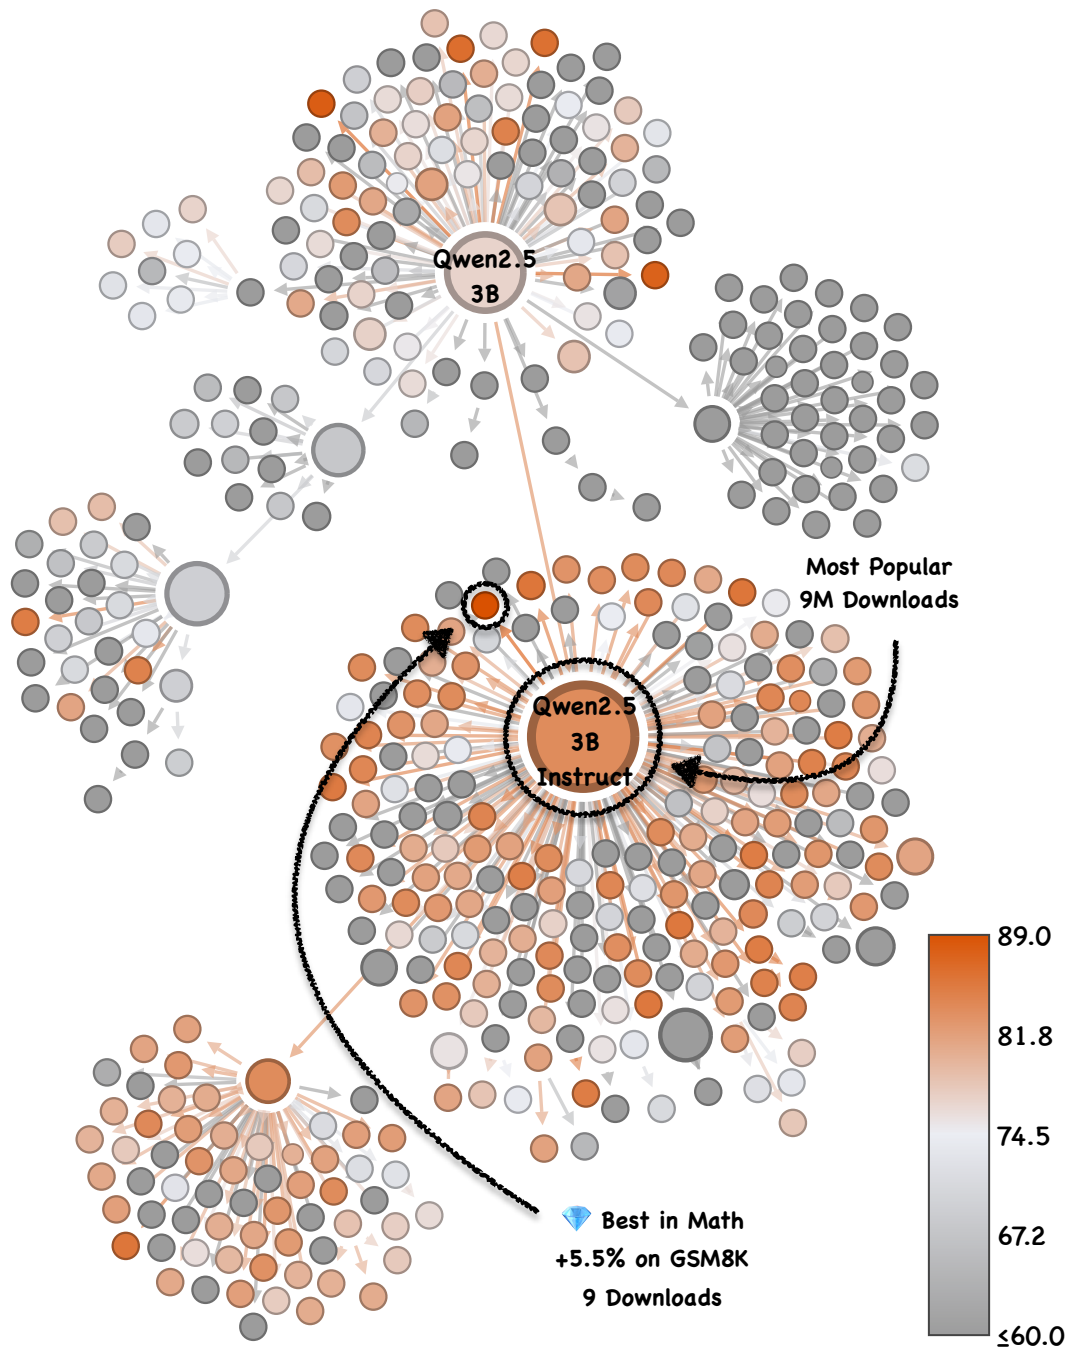 Qwen2.5
3B
Most Popular
9M Downloads
Qwen2.5
3B
Instruct
89.0
81.8
74.5
67.2
≤60.0
💎 Best in Math
+5.5% on GSM8K
9 Downloads